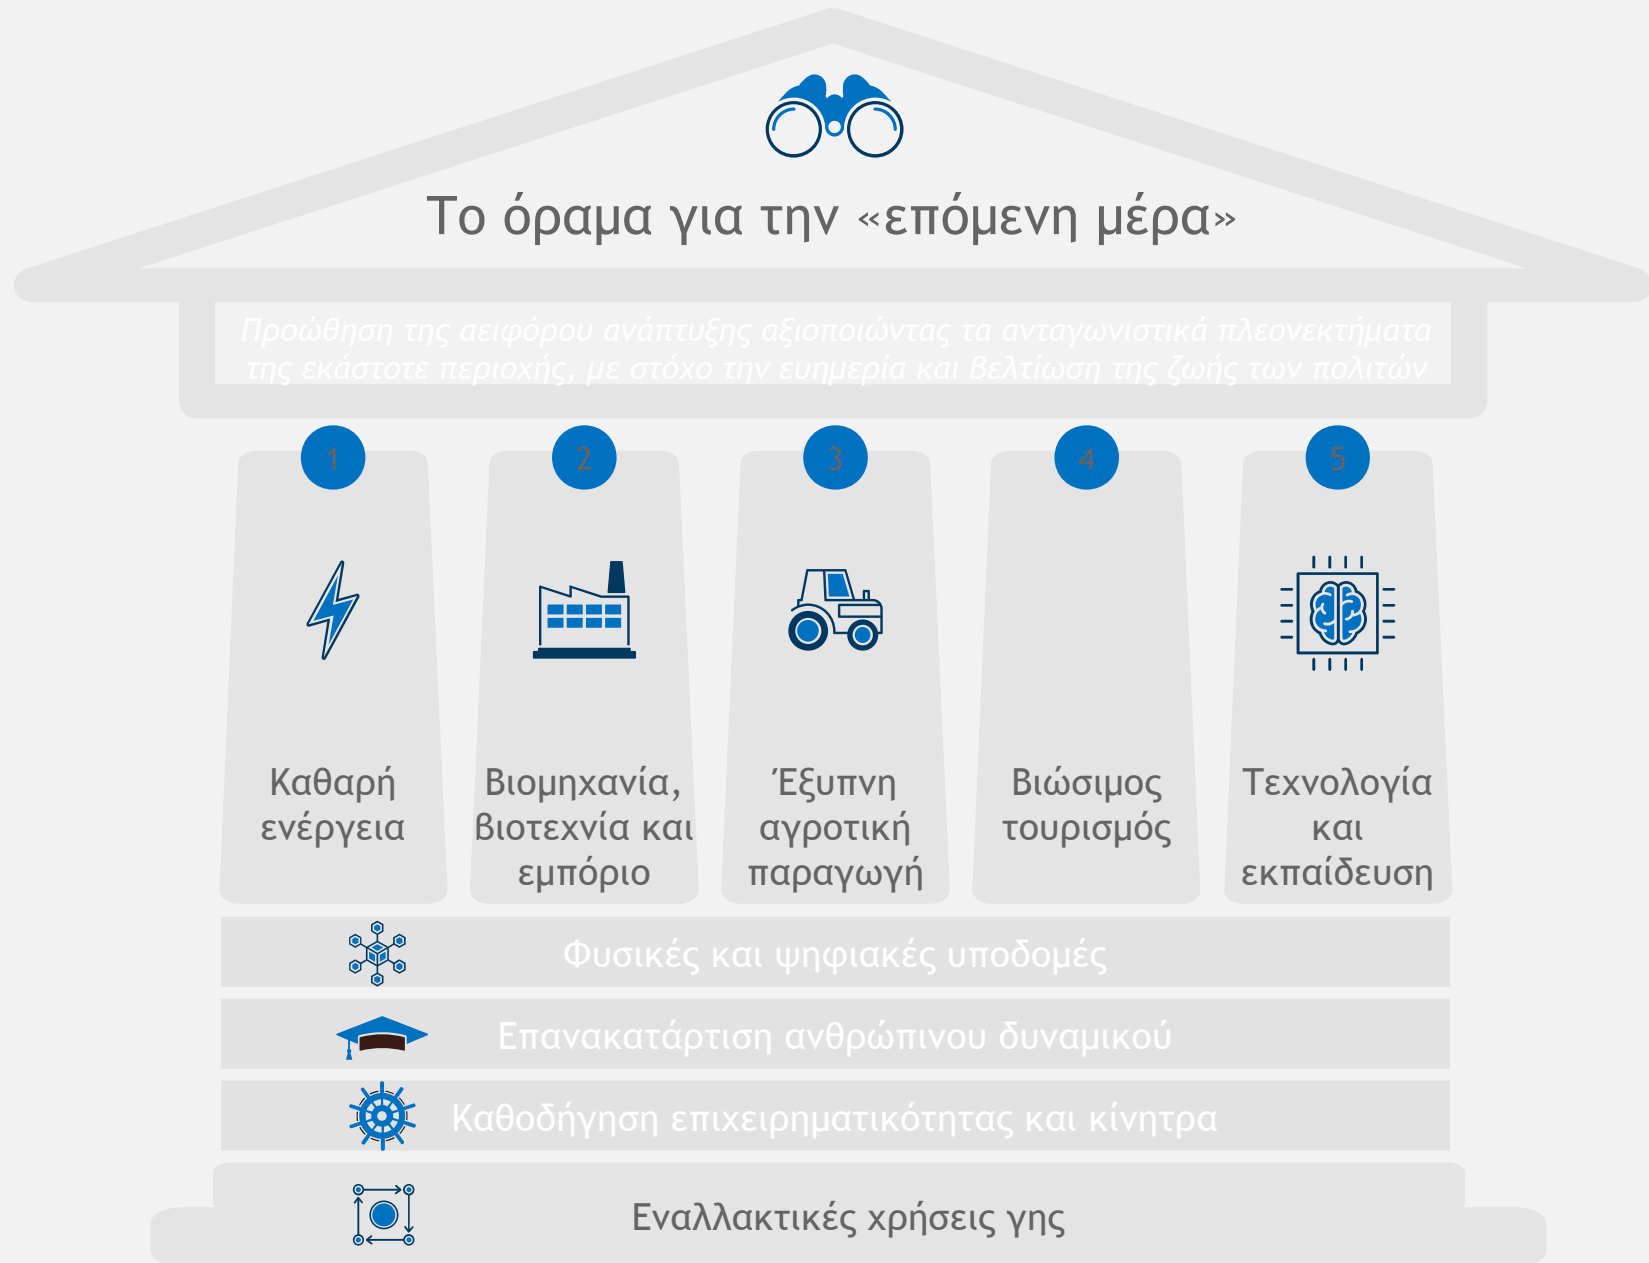 Το όραμα για την «επόμενη μέρα»
Προώθηση της αειφόρου ανάπτυξης αξιοποιώντας τα ανταγωνιστικά πλεονεκτήματα
της εκάστοτε περιοχής, με στόχο την ευημερία και βελτίωση της ζωής των πολιτών
1
Καθαρή
ενέργεια
2
Βιομηχανία,
βιοτεχνία και
εμπόριο
3
Έξυπνη
αγροτική
παραγωγή
4
Βιώσιμος
τουρισμός
5
Τεχνολογία
και
εκπαίδευση
Φυσικές και ψηφιακές υποδομές
Επανακατάρτιση ανθρώπινου δυναμικού
Καθοδήγηση επιχειρηματικότητας και κίνητρα
Εναλλακτικές χρήσεις γης